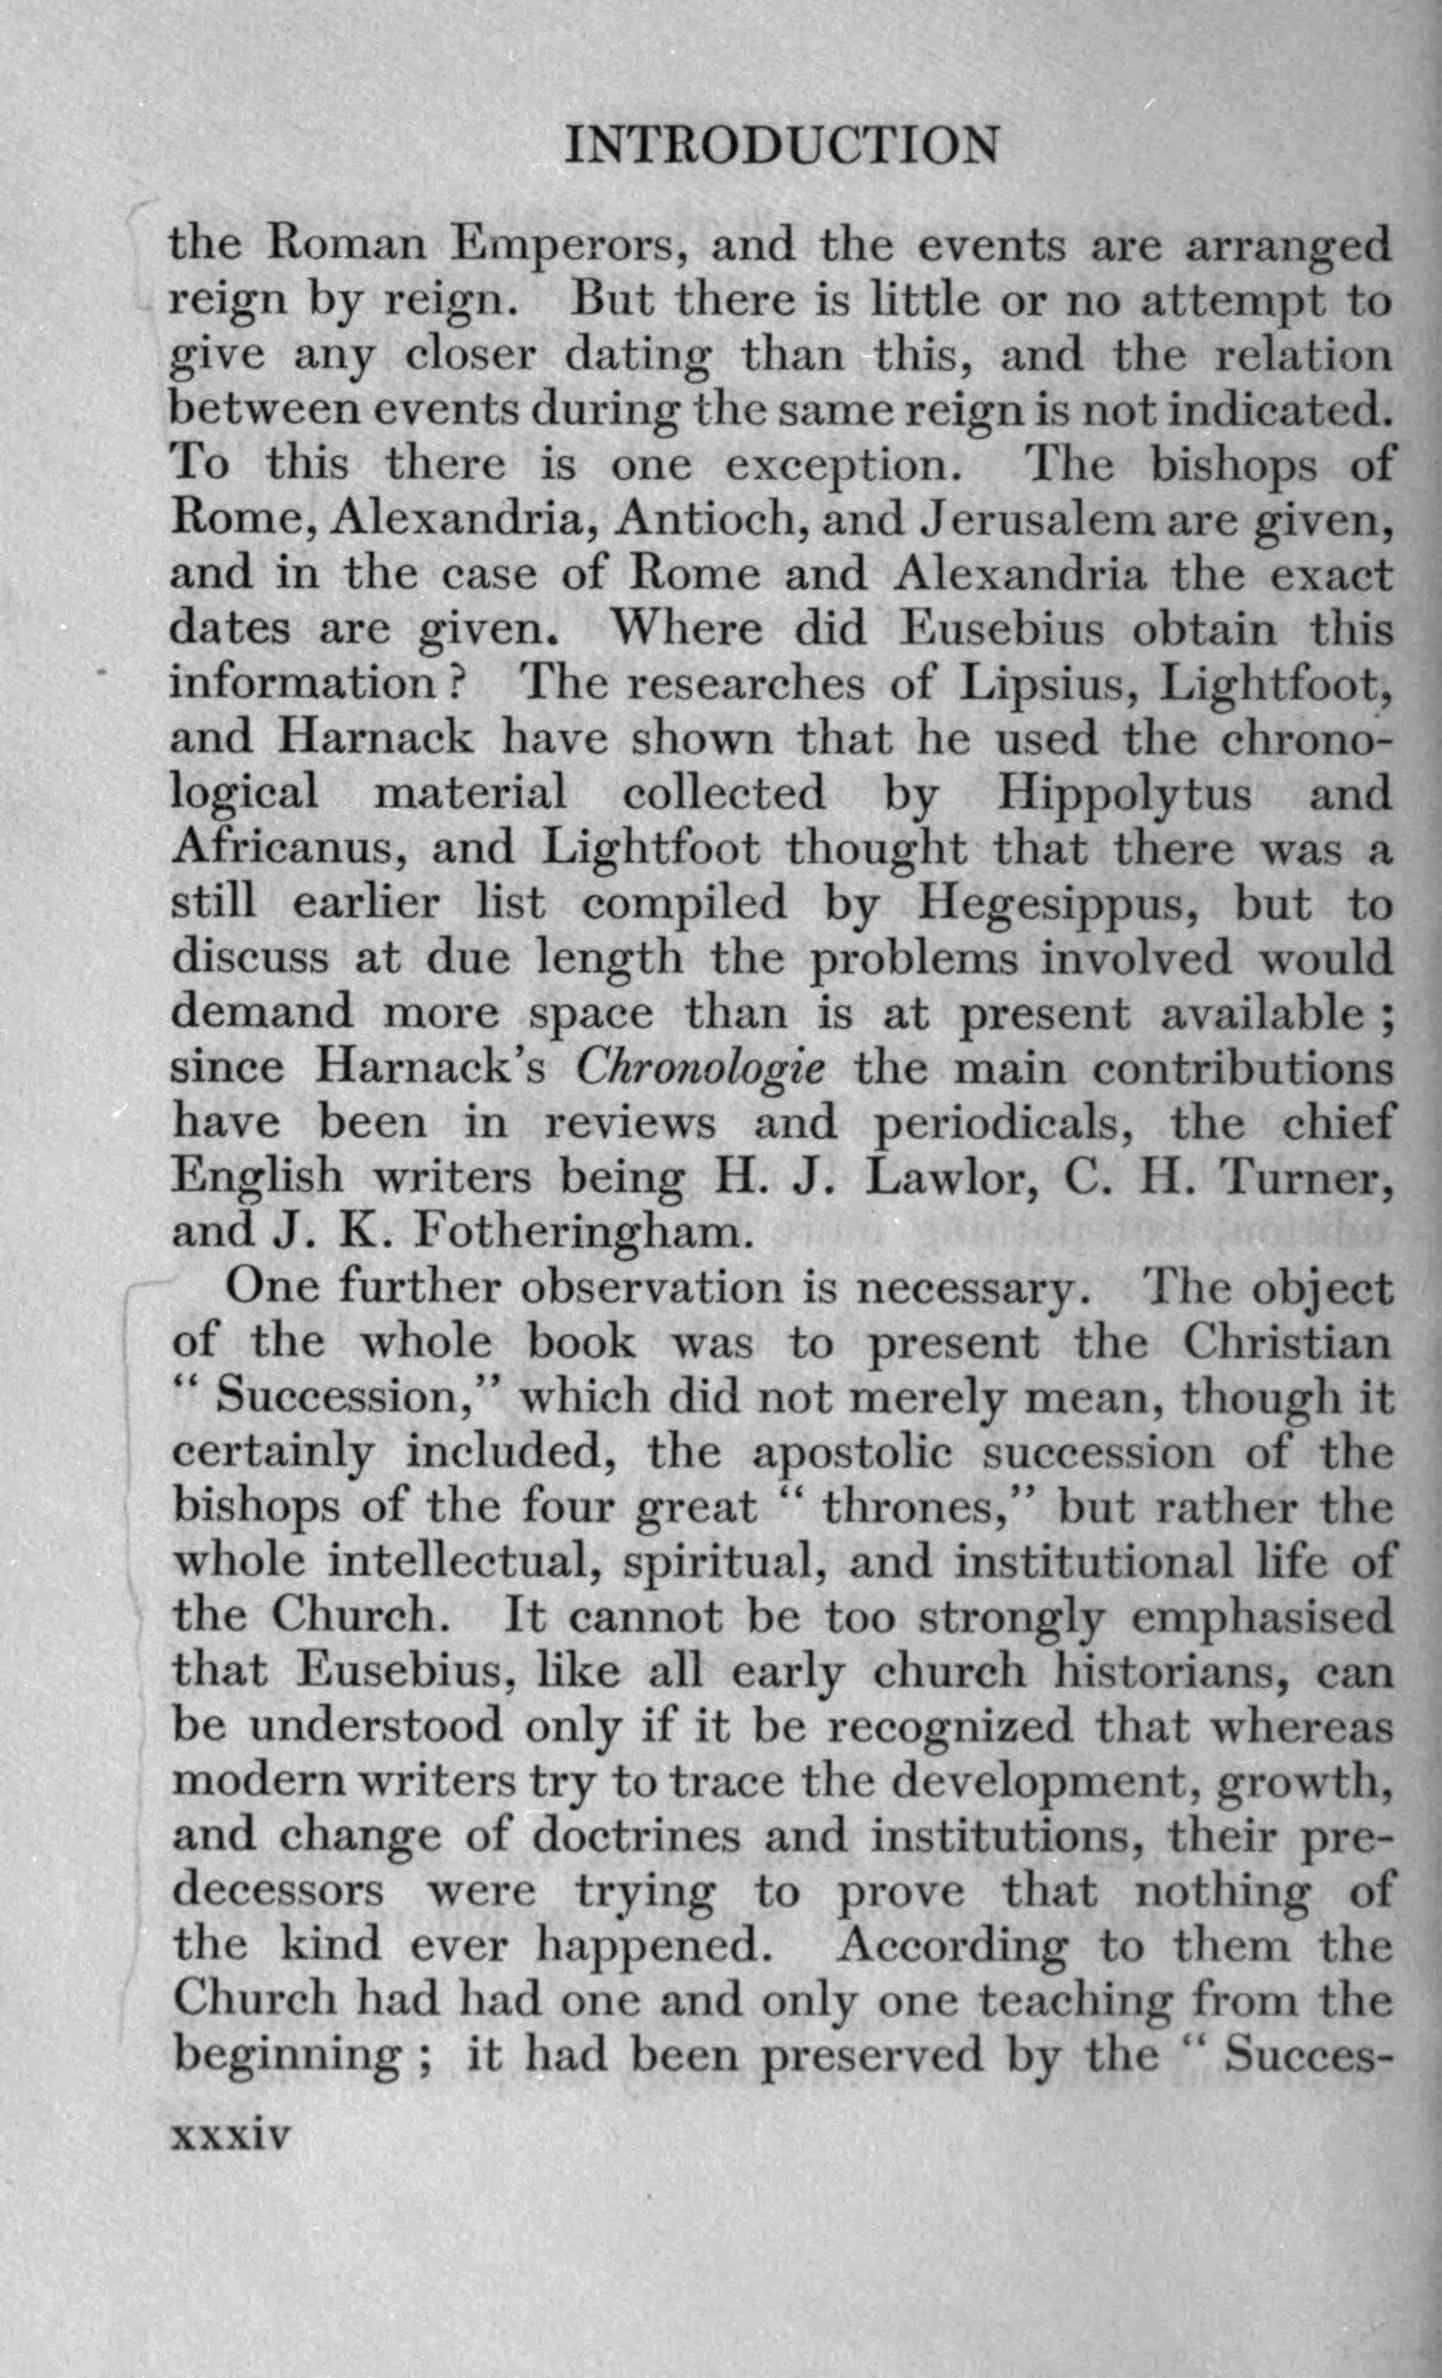 INTRODUCTION
the Roman Emperors, and the events are arranged
reign by reign. But there is little or no attempt to
give any closer dating than this, and the relation
between events during the same reign is not indicated.
To this there is one exception. The bishops of
Rome, Alexandria, Antioch, and Jerusalem are given,
and in the case of Rome and Alexandria the exact
dates are given. Where did Eusebius obtain this
information ? The researches of Lipsius, Lightfoot,
and Harnack have shown that he used the chrono-
logical material collected by Hippolytus and
Africanus, and Lightfoot thought that there was a
still earlier list compiled by Hegesippus, but to
discuss at due length the problems involved would
demand more space than is at present available ;
since Harnack's Chronologie the main contributions
have been in reviews and periodicals, the chief
English writers being H. J. Lawlor, C. H. Turner,
and J. K. Fotheringham.
One further observation is necessary. The object
of the whole book was to present the Christian
“ Succession,” which did not merely mean, though it
certainly included, the apostolic succession of the
bishops of the four great “ thrones,” but rather the
whole intellectual, spiritual, and institutional life of
the Church. It cannot be too strongly emphasised
that Eusebius, like all early church historians, can
be understood only if it be recognized that whereas
modern writers try to trace the development, growth,
and change of doctrines and institutions, their pre-
decessors were trying to prove that nothing of
the kind ever happened. According to them the
Church had had one and only one teaching from the
beginning ; it had been preserved by the “ Succes-
xxxiv